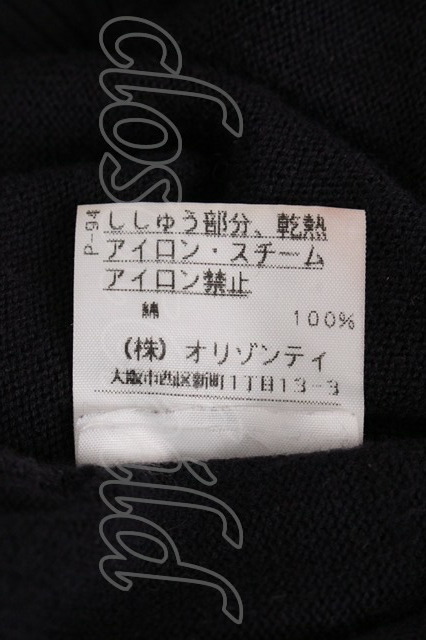 P-94
ししゅう部分、乾熱
アイロン・スチーム
アイロン禁止
綿 100%
(株) オリゾンティ
大阪市西区新町1丁目13-3
closet child